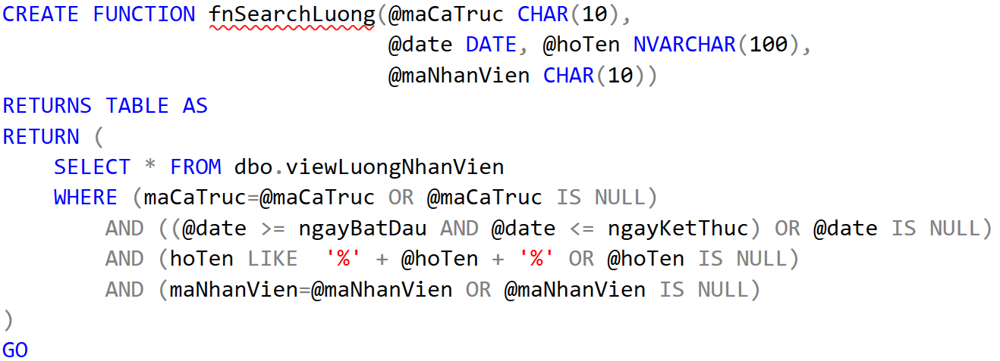 CREATE FUNCTION fnSearchLuong(@maCaTruc CHAR(10),
@date DATE, @hoTen NVARCHAR(100),
@maNhanVien CHAR(10))
RETURNS TABLE AS
RETURN (
SELECT * FROM dbo.viewLuongNhanVien
WHERE (maCaTruc=@maCaTruc OR @maCaTruc IS NULL)
AND ((@date >= ngayBatDau AND @date <= ngayKetThuc) OR @date IS NULL)
AND (hoTen LIKE  '%' + @hoTen + '%' OR @hoTen IS NULL)
AND (maNhanVien=@maNhanVien OR @maNhanVien IS NULL)
)
GO